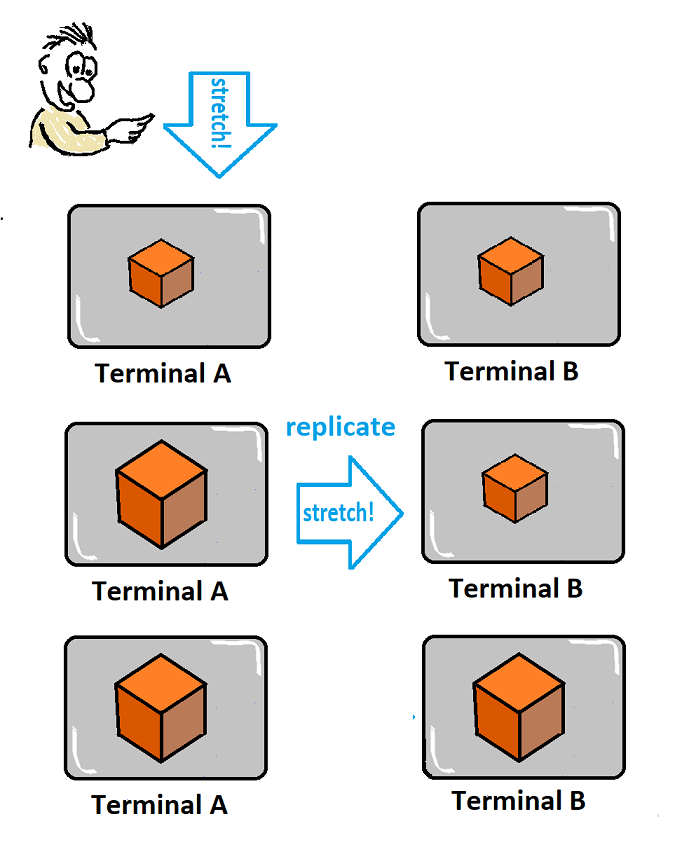 stretch!
Terminal A
Terminal B
replicate
stretch!
Terminal A
Terminal B
Terminal A
Terminal B